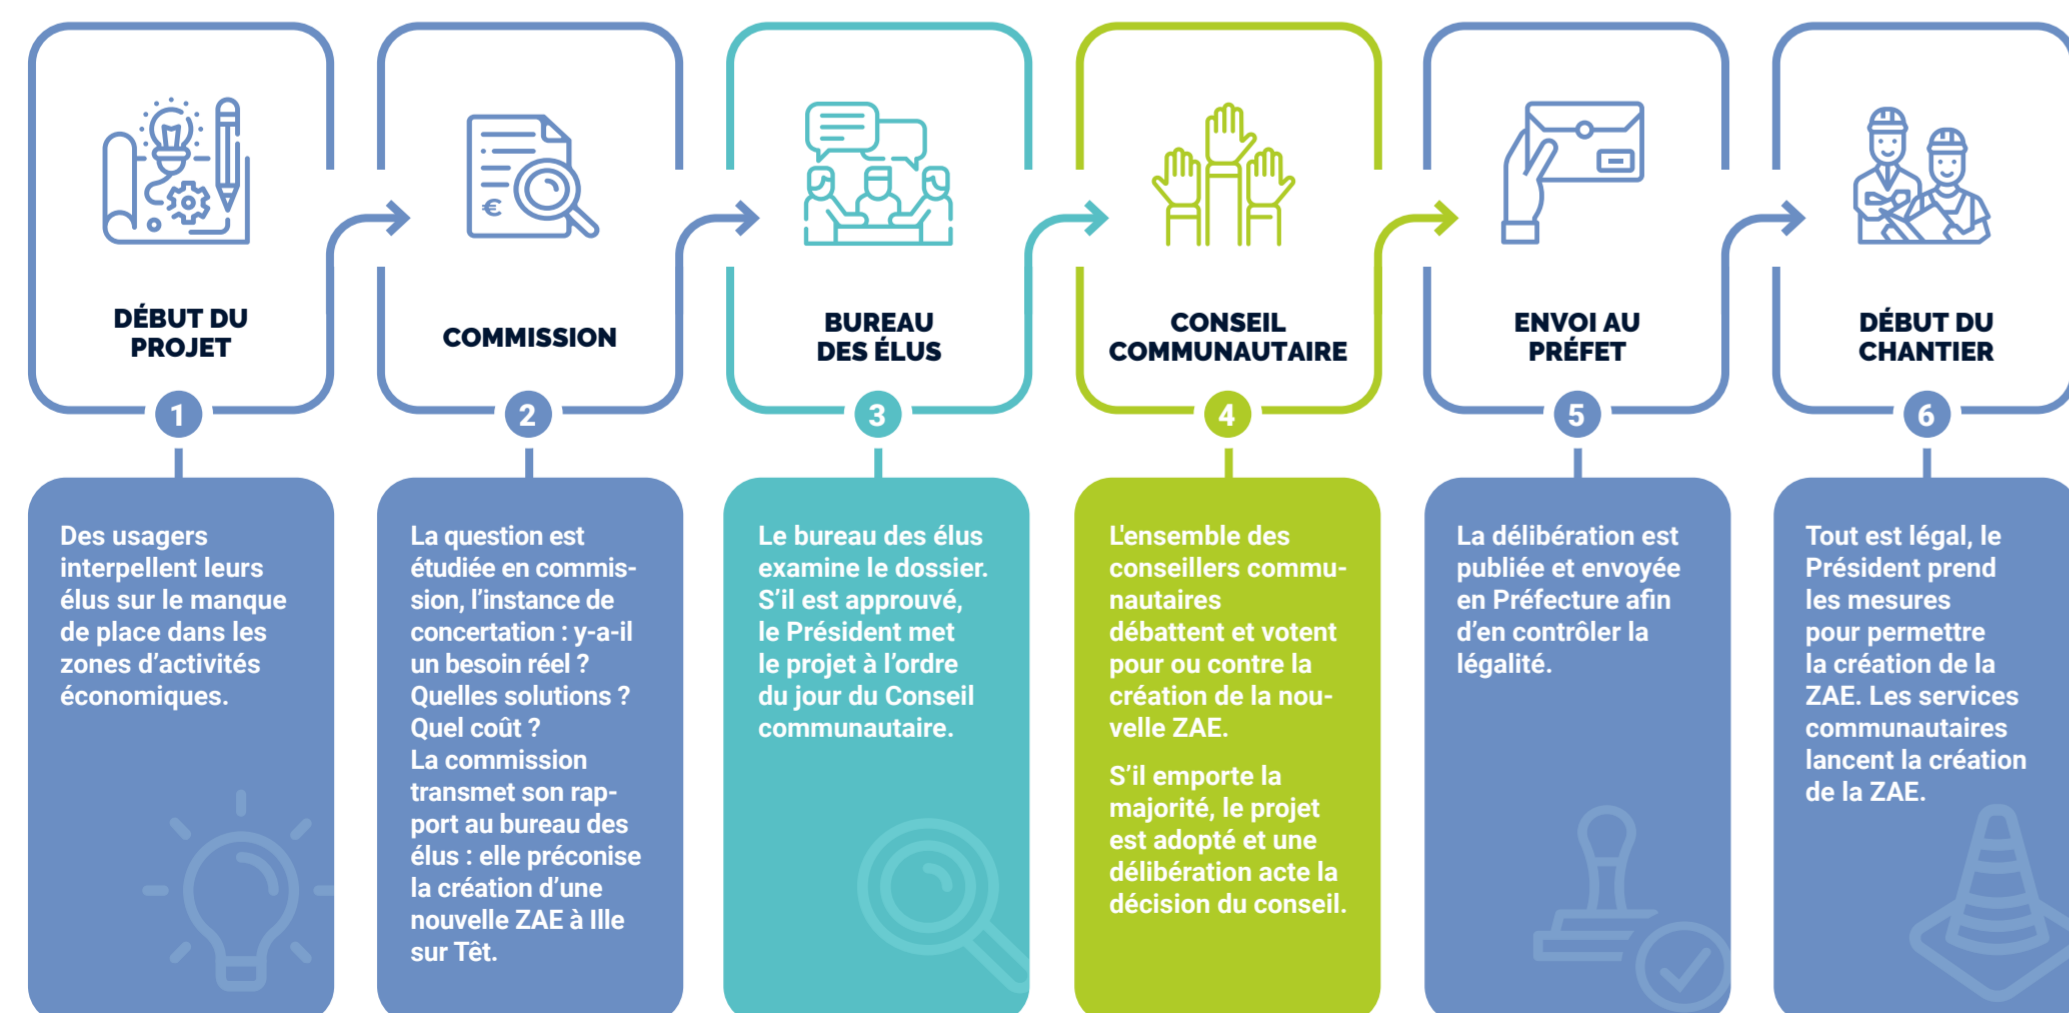 DÉBUT DU
PROJET
1
Des usagers
interpellent leurs
élus sur le manque
de place dans les
zones d’activités
économiques.
COMMISSION
2
La question est
étudiée en commis-
sion, l’instance de
concertation : y-a-il
un besoin réel ?
Quelles solutions ?
Quel coût ?
La commission
transmet son rap-
port au bureau des
élus : elle préconise
la création d’une
nouvelle ZAE à Ille
sur Têt.
BUREAU
DES ÉLUS
3
Le bureau des élus
examine le dossier.
S’il est approuvé,
le Président met
le projet à l’ordre
du jour du Conseil
communautaire.
CONSEIL
COMMUNAUTAIRE
4
L'ensemble des
conseillers commu-
nautaires
débattent et votent
pour ou contre la
création de la nou-
velle ZAE.
S’il emporte la
majorité, le projet
est adopté et une
délibération acte la
décision du conseil.
ENVOI AU
PRÉFET
5
La délibération est
publiée et envoyée
en Préfecture afin
d’en contrôler la
légalité.
DÉBUT DU
CHANTIER
6
Tout est légal, le
Président prend
les mesures
pour permettre
la création de la
ZAE. Les services
communautaires
lancent la création
de la ZAE.